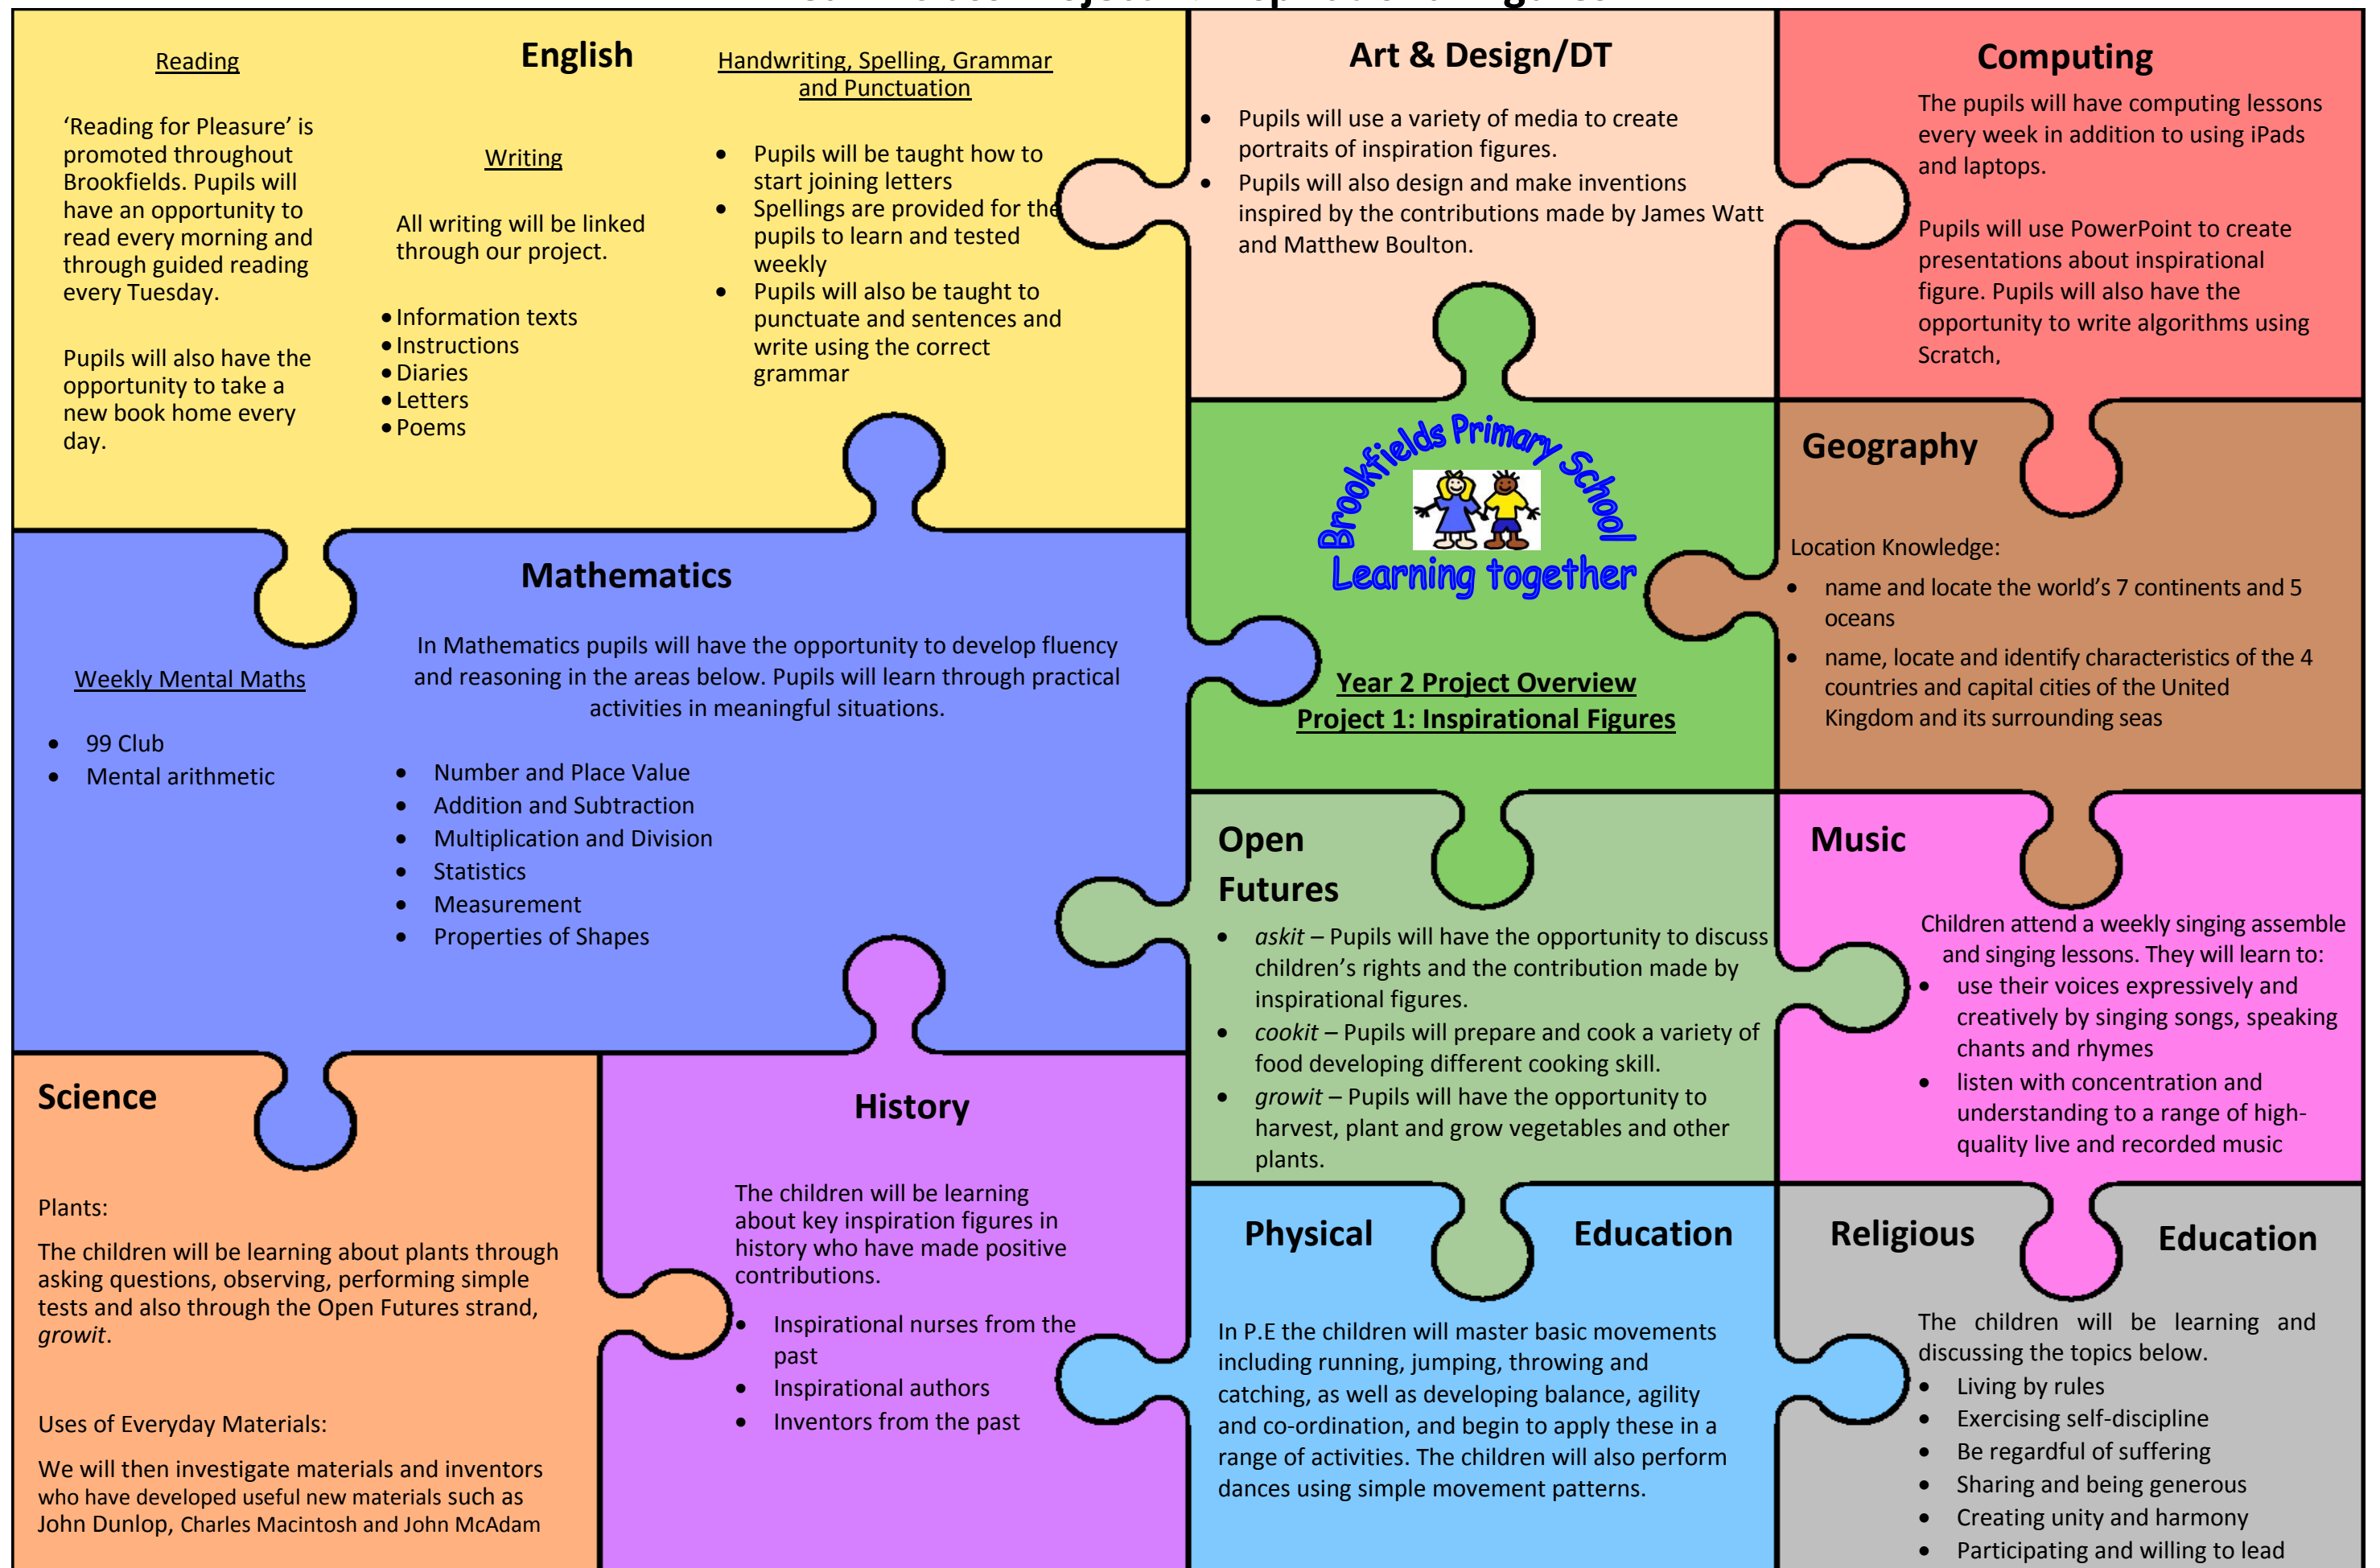 English
Reading
'Reading for Pleasure' is
promoted throughout
Brookfields. Pupils will
have an opportunity to
read every morning and
through guided reading
every Tuesday.
Pupils will also have the
opportunity to take a
new book home every
day.
Writing
All writing will be linked
through our project.
• Information texts
• Instructions
• Diaries
• Letters
• Poems
Handwriting, Spelling, Grammar
and Punctuation
• Pupils will be taught how to
start joining letters
• Spellings are provided for the
pupils to learn and tested
weekly
• Pupils will also be taught to
punctuate and sentences and
write using the correct
grammar
Art & Design/DT
• Pupils will use a variety of media to create
portraits of inspiration figures.
• Pupils will also design and make inventions
inspired by the contributions made by James Watt
and Matthew Boulton.
Computing
The pupils will have computing lessons
every week in addition to using iPads
and laptops.
Pupils will use PowerPoint to create
presentations about inspirational
figure. Pupils will also have the
opportunity to write algorithms using
Scratch,
Mathematics
Weekly Mental Maths
• 99 Club
• Mental arithmetic
In Mathematics pupils will have the opportunity to develop fluency
and reasoning in the areas below. Pupils will learn through practical
activities in meaningful situations.
• Number and Place Value
• Addition and Subtraction
• Multiplication and Division
• Statistics
• Measurement
• Properties of Shapes
Brookfields Primary School
Learning together
Year 2 Project Overview
Project 1: Inspirational Figures
Geography
Location Knowledge:
• name and locate the world's 7 continents and 5
oceans
• name, locate and identify characteristics of the 4
countries and capital cities of the United
Kingdom and its surrounding seas
Open
Futures
• askit – Pupils will have the opportunity to discuss
children's rights and the contribution made by
inspirational figures.
• cookit – Pupils will prepare and cook a variety of
food developing different cooking skill.
• growit – Pupils will have the opportunity to
harvest, plant and grow vegetables and other
plants.
Music
Children attend a weekly singing assemble
and singing lessons. They will learn to:
• use their voices expressively and
creatively by singing songs, speaking
chants and rhymes
• listen with concentration and
understanding to a range of high-
quality live and recorded music
Science
Plants:
The children will be learning about plants through
asking questions, observing, performing simple
tests and also through the Open Futures strand,
growit.
Uses of Everyday Materials:
We will then investigate materials and inventors
who have developed useful new materials such as
John Dunlop, Charles Macintosh and John McAdam
History
The children will be learning
about key inspiration figures in
history who have made positive
contributions.
• Inspirational nurses from the
past
• Inspirational authors
• Inventors from the past
Physical Education
In P.E the children will master basic movements
including running, jumping, throwing and
catching, as well as developing balance, agility
and co-ordination, and begin to apply these in a
range of activities. The children will also perform
dances using simple movement patterns.
Religious Education
The children will be learning and
discussing the topics below.
• Living by rules
• Exercising self-discipline
• Be regardful of suffering
• Sharing and being generous
• Creating unity and harmony
• Participating and willing to lead